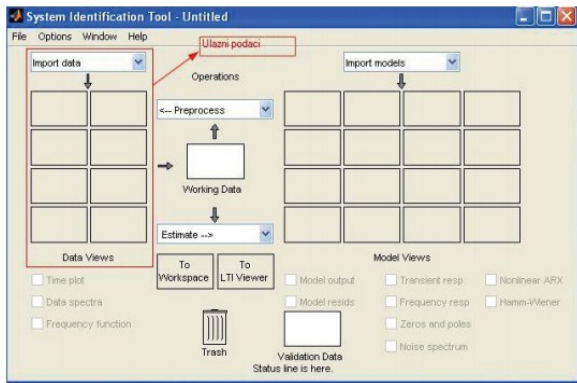 System Identification Tool - Untitled
File Options Window Help
Ulazni podaci
Import data
Operations
Import models
<-- Preprocess
Working Data
Estimate -->
Data Views
To Workspace
To LTI Viewer
Model Views
Time plot
Data spectra
Frequency function
Model output
Model resids
Transient resp
Frequency resp
Zeros and poles
Noise spectrum
Nonlinear ARX
Hamm-Wiener
Trash
Validation Data
Status line is here.